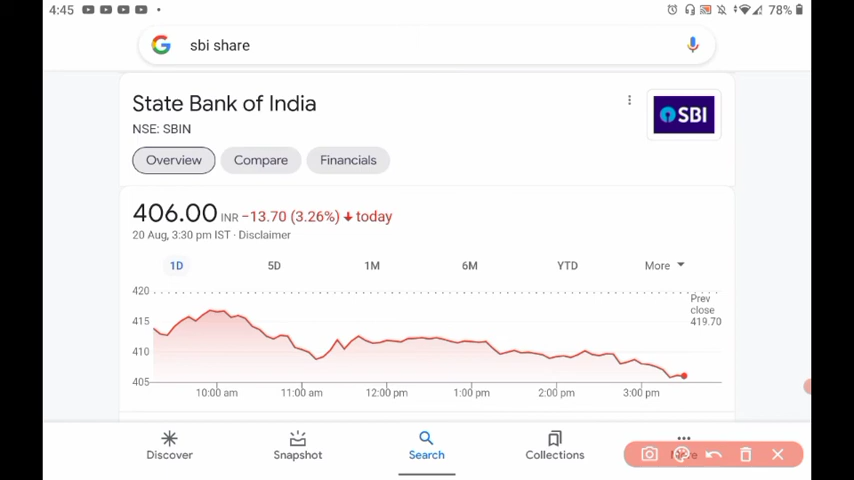 4:45
78%
sbi share
State Bank of India
NSE: SBIN
SBI
Overview Compare Financials
406.00 INR −13.70 (3.26%) ↓ today
20 Aug, 3:30 pm IST · Disclaimer
1D 5D 1M 6M YTD More
420
415
410
405
Prev
close
419.70
10:00 am 11:00 am 12:00 pm 1:00 pm 2:00 pm 3:00 pm
Discover Snapshot Search Collections